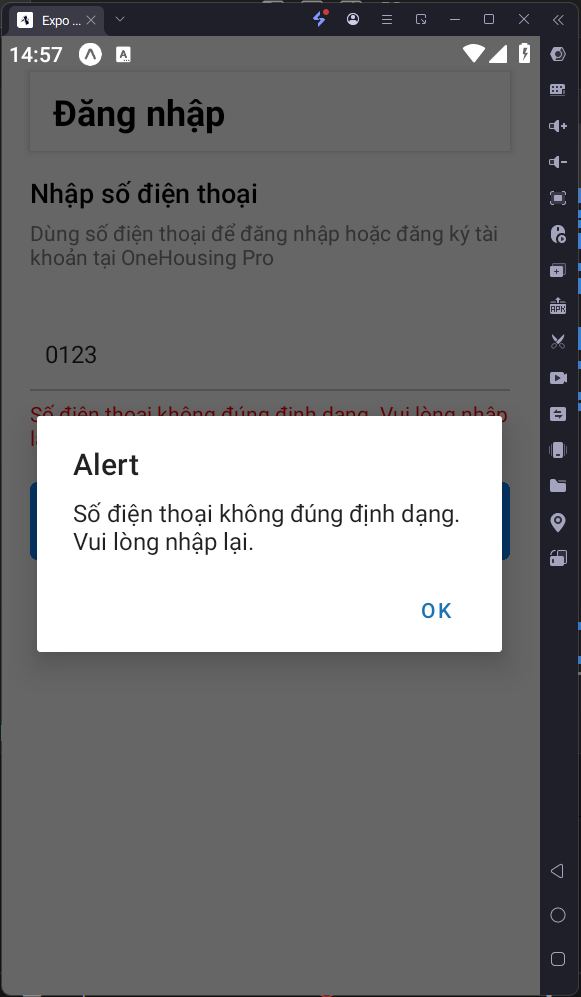 Expo ...
14:57
Đăng nhập
Nhập số điện thoại
Dùng số điện thoại để đăng nhập hoặc đăng ký tài
khoản tại OneHousing Pro
0123
Số điện thoại không đúng định dạng. Vui lòng nhập
Alert
Số điện thoại không đúng định dạng.
Vui lòng nhập lại.
OK
APK